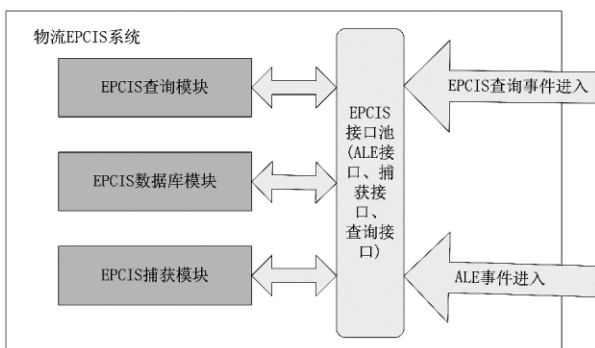 物流EPCIS系统
EPCIS查询模块
EPCIS数据库模块
EPCIS捕获模块
EPCIS
接口池
(ALE接
口、捕
获接
口、
查询接
口)
EPCIS查询事件进入
ALE事件进入